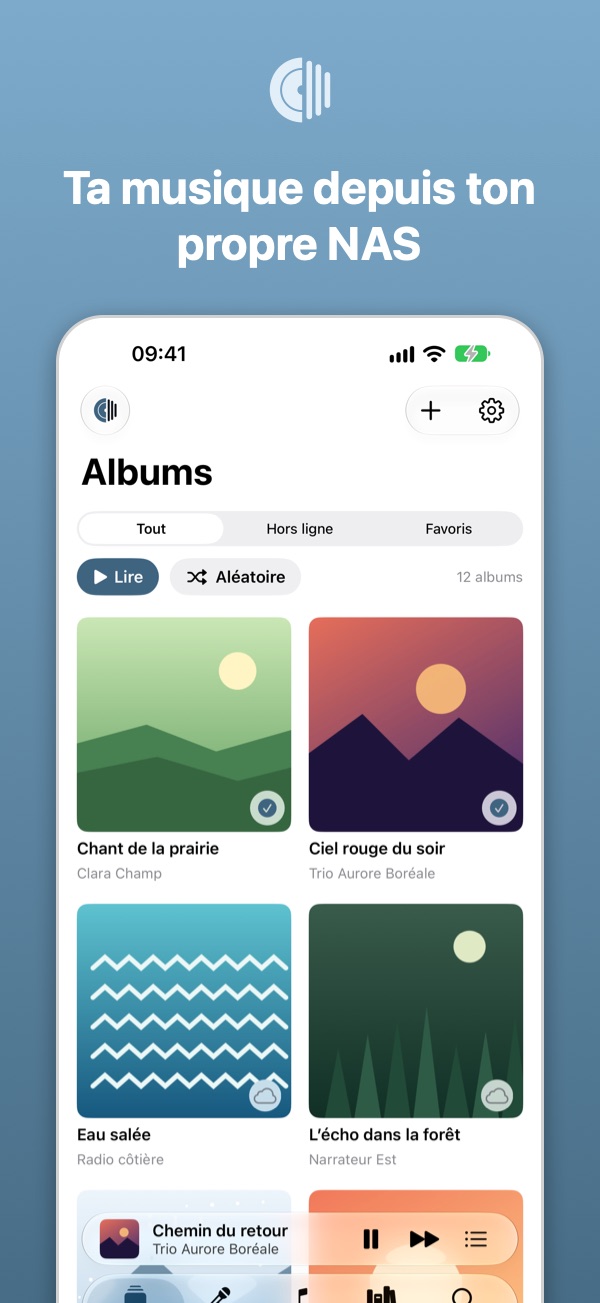 Ta musique depuis ton
propre NAS
09:41
Albums
Tout
Hors ligne
Favoris
Lire
Aléatoire
12 albums
Chant de la prairie
Clara Champ
Ciel rouge du soir
Trio Aurore Boréale
Eau salée
Radio côtière
L’écho dans la forêt
Narrateur Est
Chemin du retour
Trio Aurore Boréale